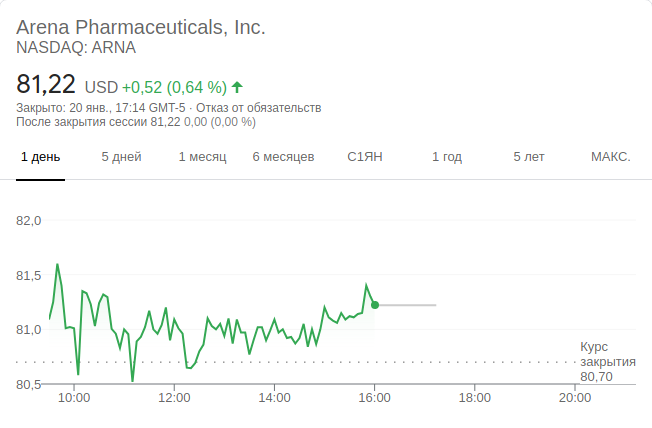 Arena Pharmaceuticals, Inc.
NASDAQ: ARNA
81,22 USD +0,52 (0,64 %)
Закрыто: 20 янв., 17:14 GMT-5 · Отказ от обязательств
После закрытия сессии 81,22 0,00 (0,00 %)
1 день 5 дней 1 месяц 6 месяцев С1ЯН 1 год 5 лет МАКС.
82,0
81,5
81,0
80,5
Курс
закрытия
80,70
10:00 12:00 14:00 16:00 18:00 20:00